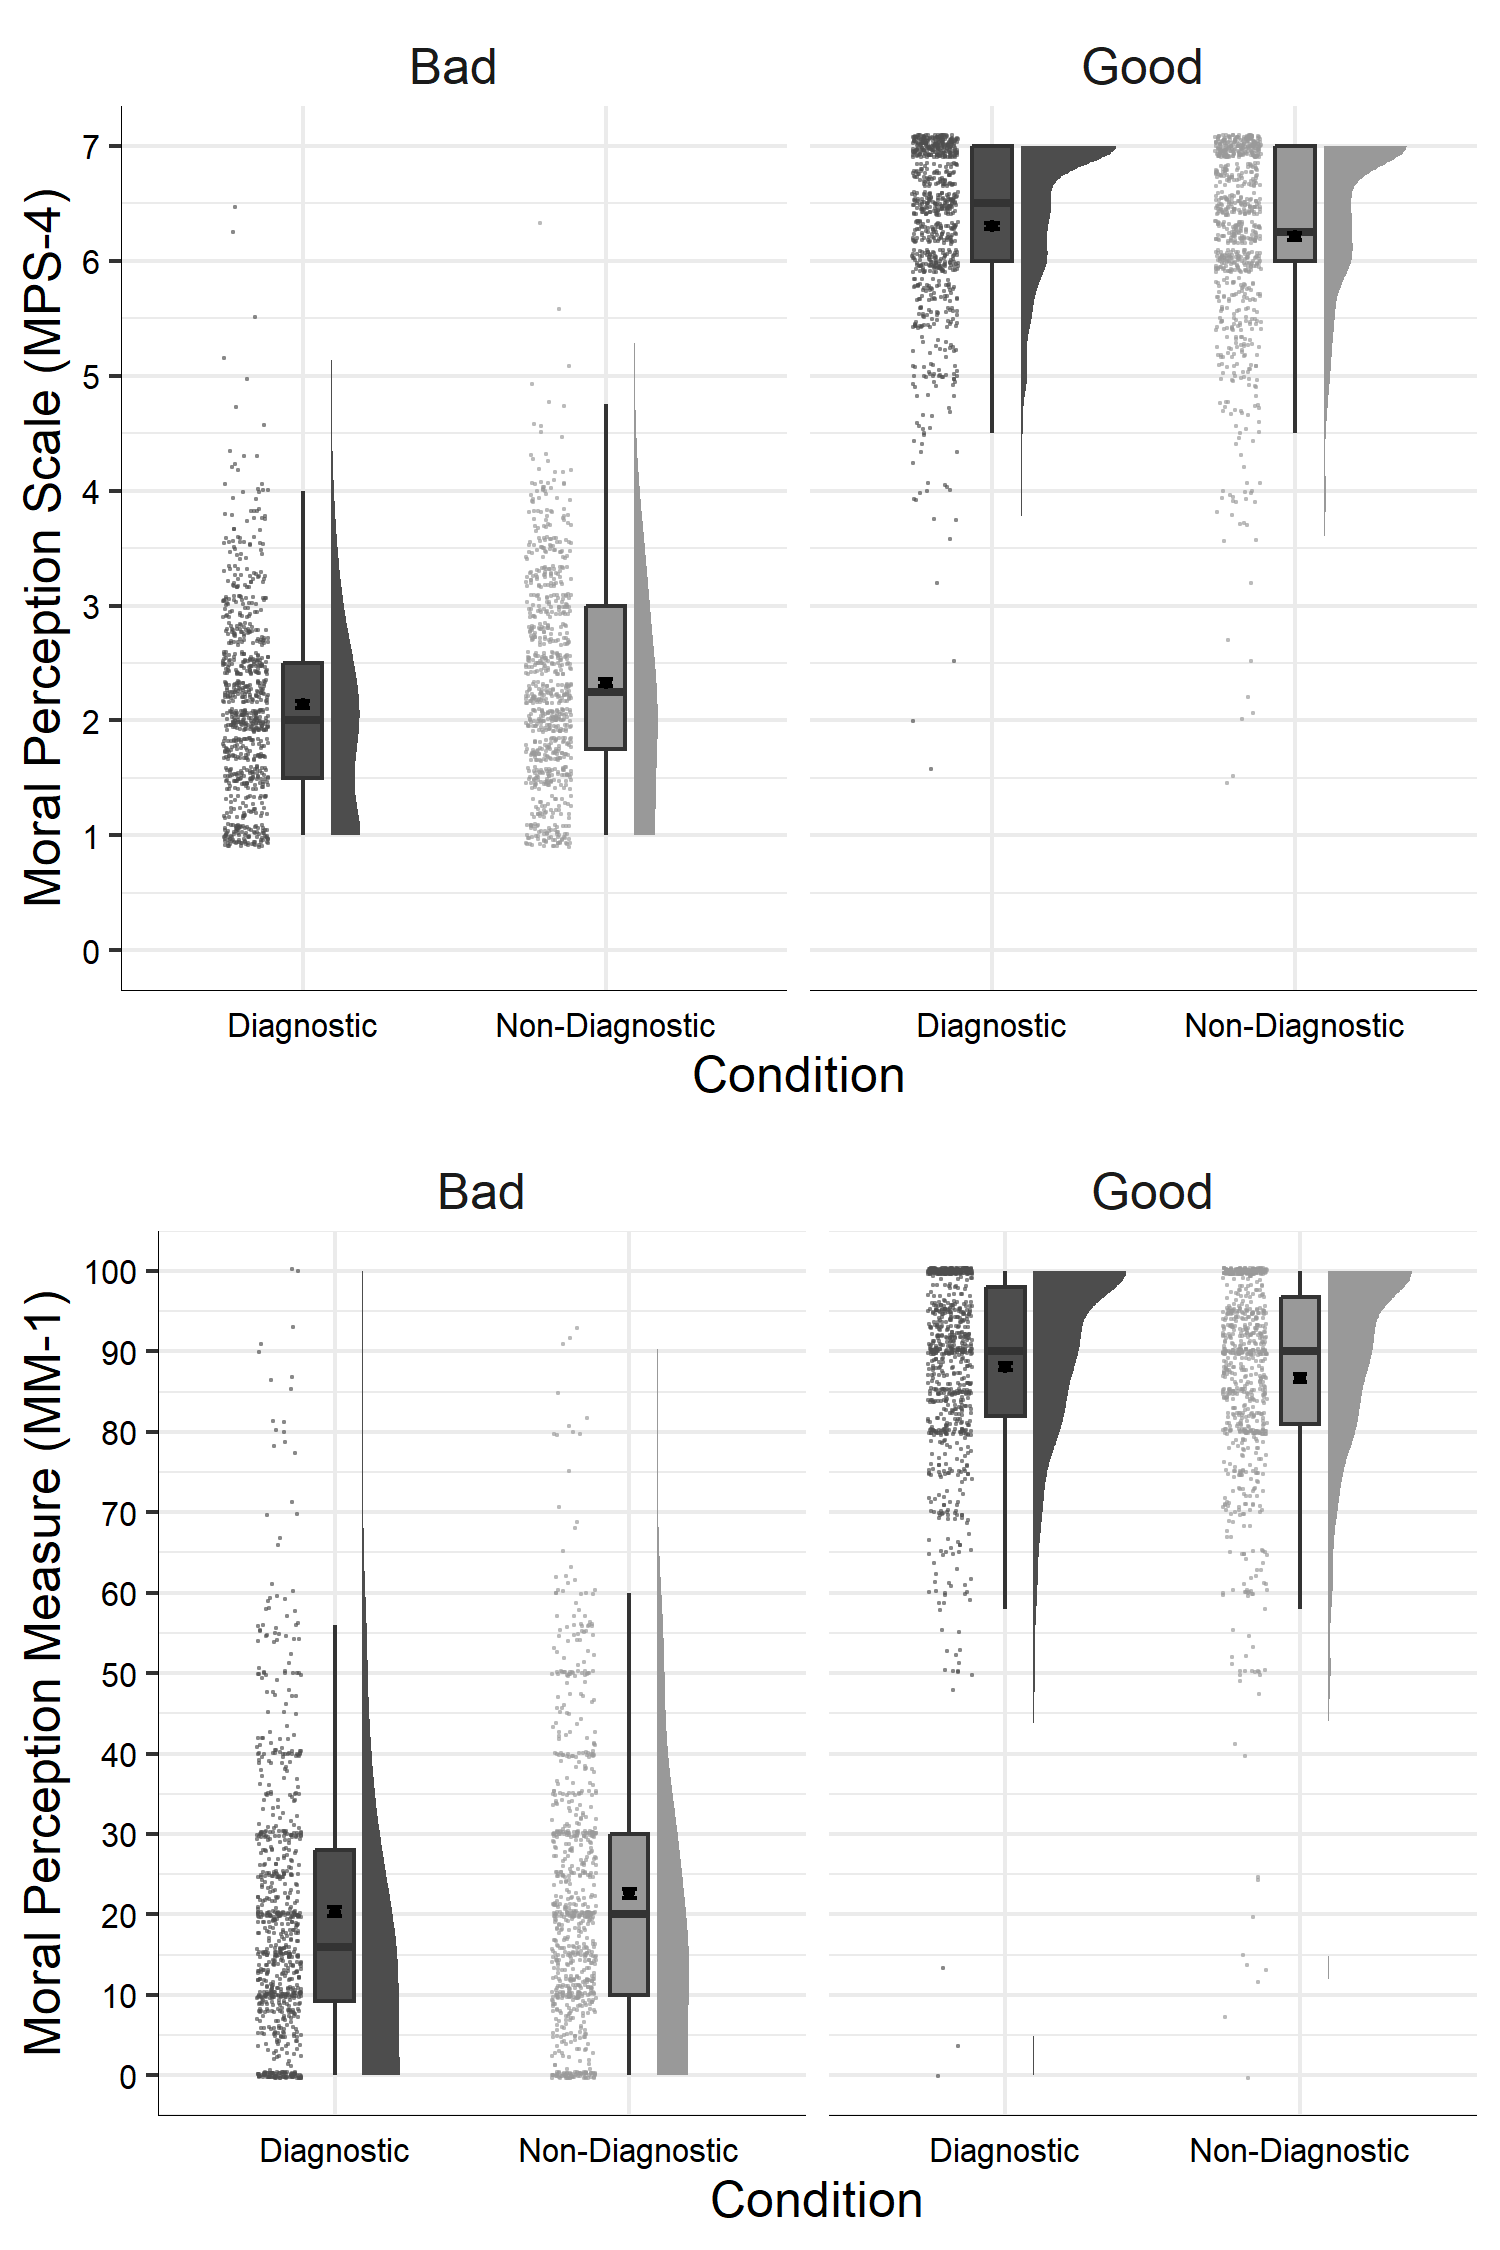 Bad Good
Moral Perception Scale (MPS-4)
7
6
5
4
3
2
1
0
Diagnostic Non-Diagnostic Diagnostic Non-Diagnostic
Condition
Bad Good
Moral Perception Measure (MM-1)
100
90
80
70
60
50
40
30
20
10
0
Diagnostic Non-Diagnostic Diagnostic Non-Diagnostic
Condition